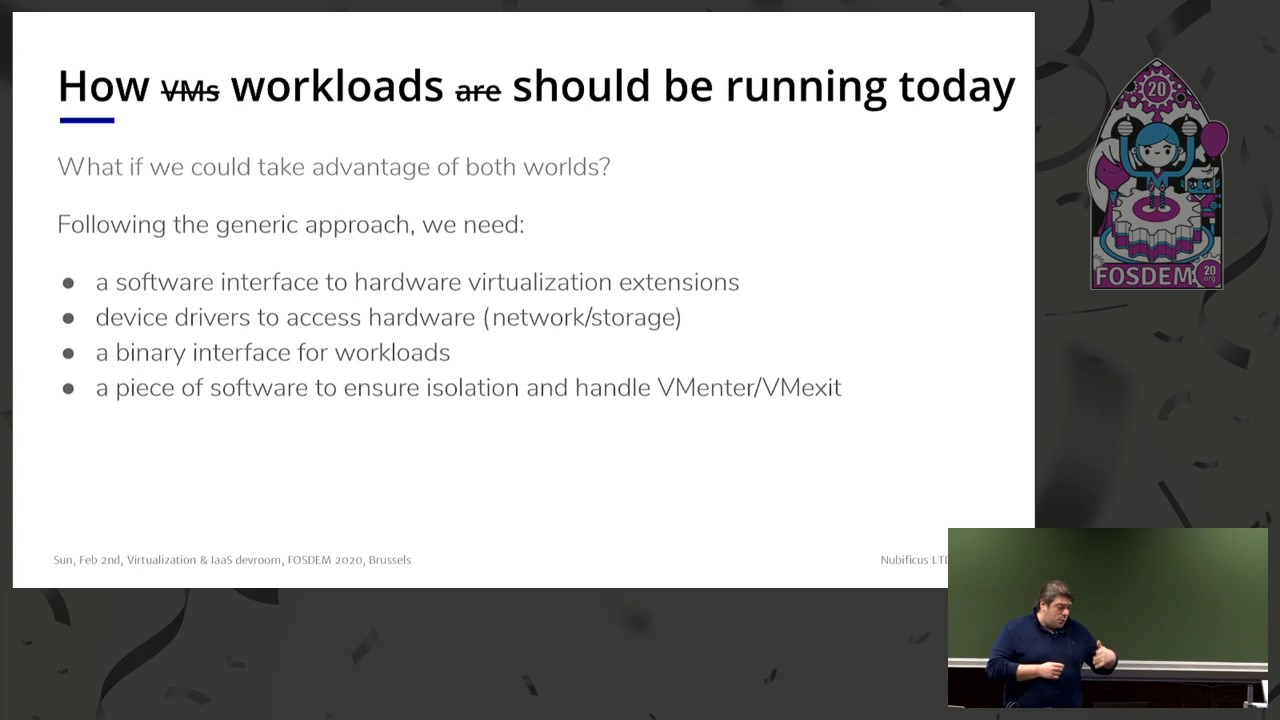 How VMs workloads are should be running today
What if we could take advantage of both worlds?
Following the generic approach, we need:
● a software interface to hardware virtualization extensions
● device drivers to access hardware (network/storage)
● a binary interface for workloads
● a piece of software to ensure isolation and handle VMenter/VMexit
Sun, Feb 2nd, Virtualization & IaaS devroom, FOSDEM 2020, Brussels
Nubificus
20
FOSDEM
20
.org